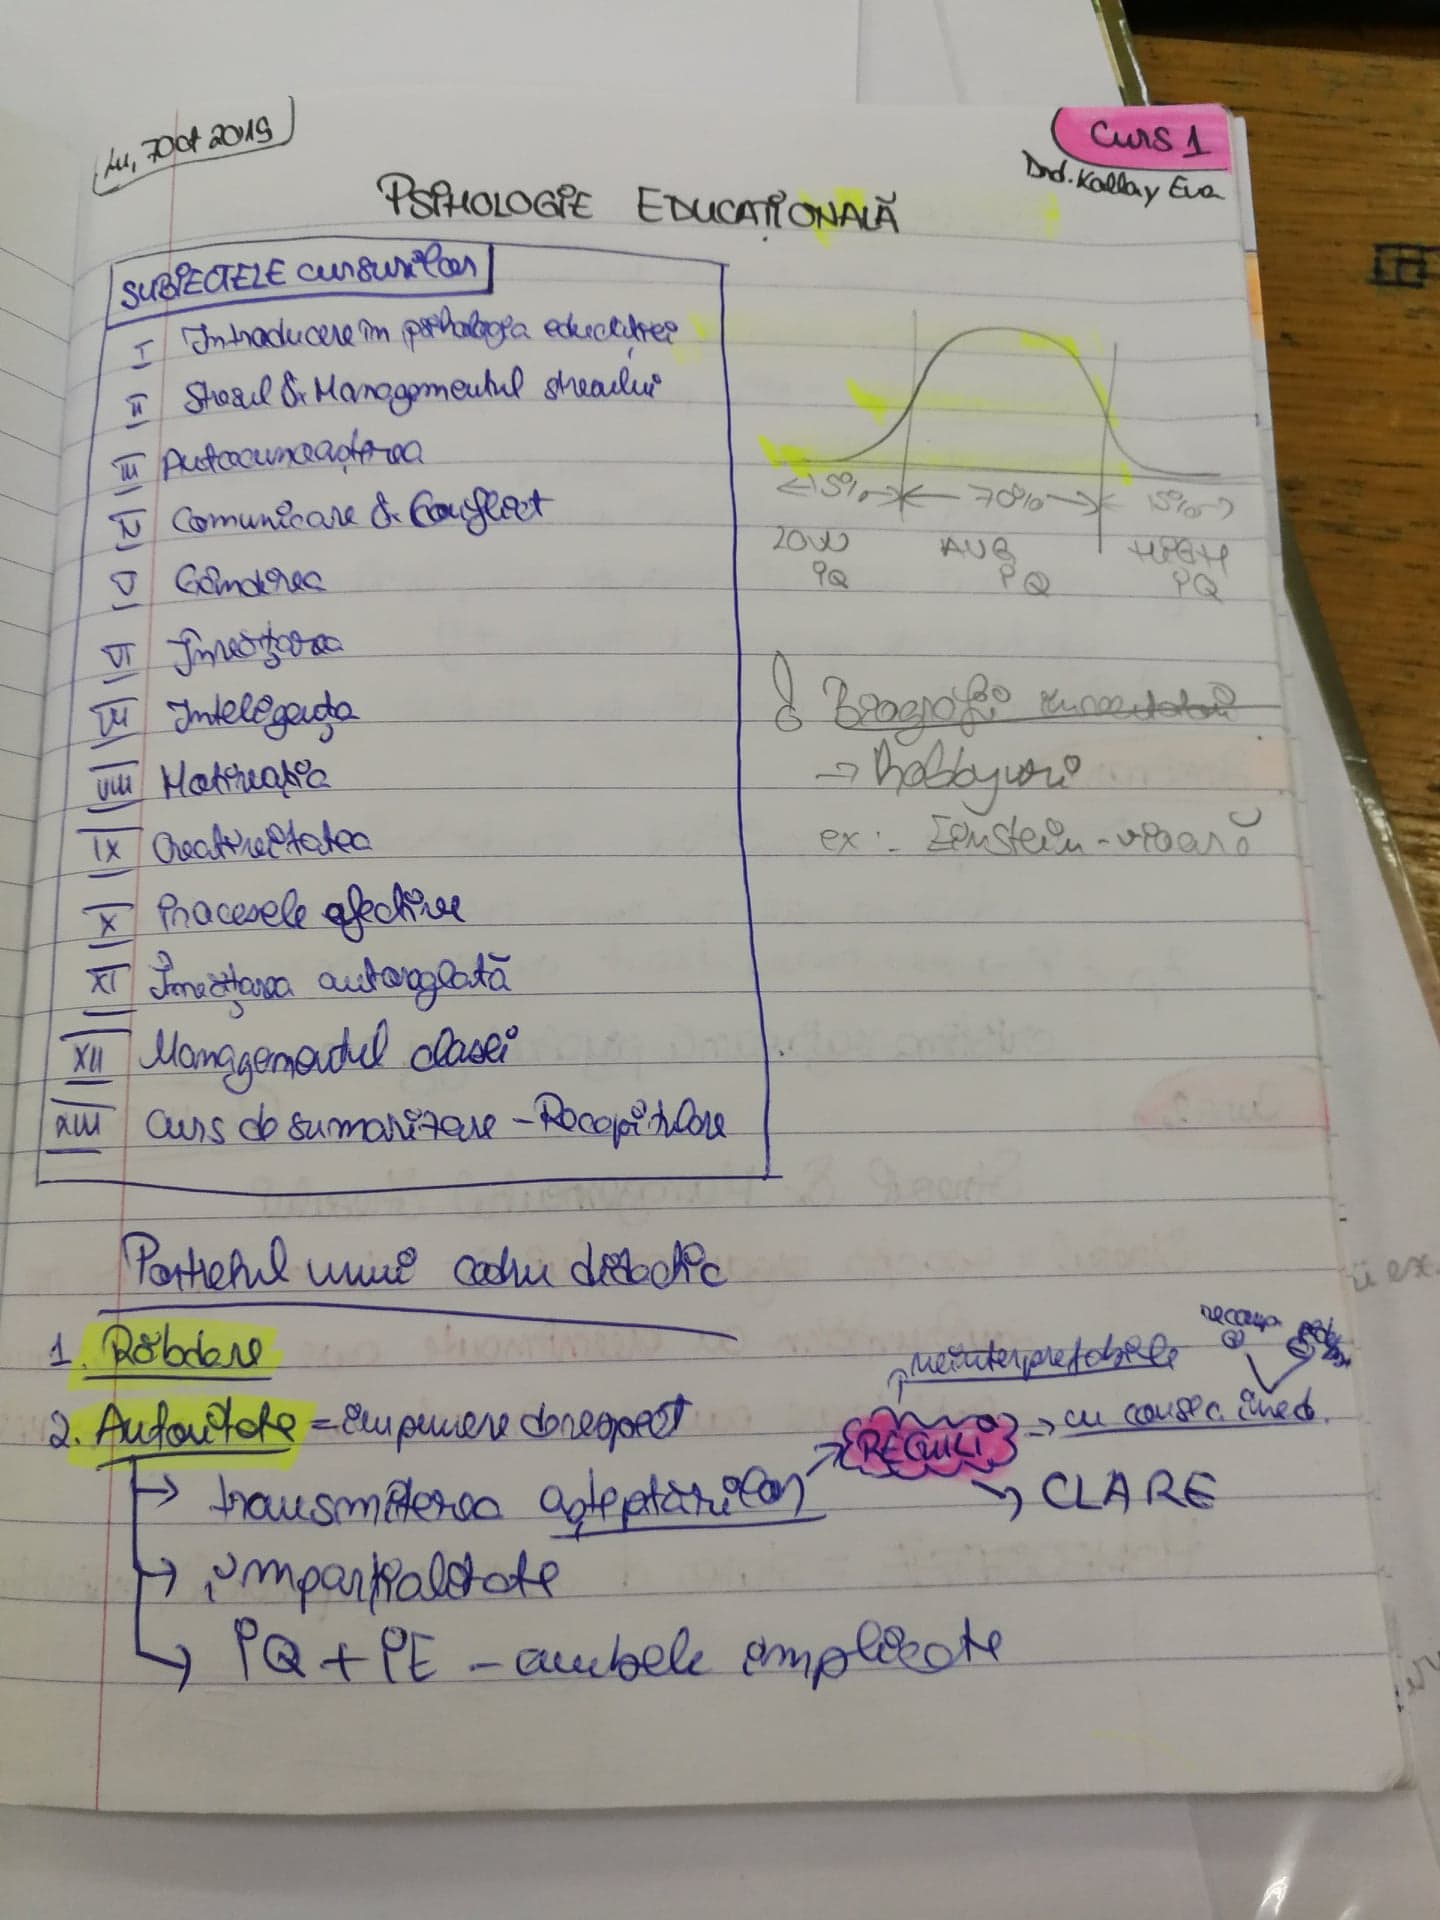 Lu, 7 Oct 2019
Curs 1
Drd. Kallay Eva
PSIHOLOGIE EDUCAȚIONALĂ
SUBIECTELE cursurilor
I Introducere în psihologia educației
II Stresul & Managementul stresului
III Autocunoașterea
IV Comunicare & Conflict
V Gândirea
VI Învățarea
VII Inteligența
VIII Motivația
IX Creativitatea
X Procesele afective
XI Învățarea autoreglată
XII Managementul clasei
XIII Curs de sumarizare - Recapitulare
15% 70% 15%
LOW IQ
AVG IQ
HIGH IQ
! Biografii
→ Hobbyuri
ex: Einstein - vioară
Portretul unui cadru didactic
1. Răbdare
2. Autoritate = impunere de respect
→ transmiterea așteptărilor → REGULI
neinterpretabile
→ cu consec. imed.
recomp.
→ CLARE
→ imparțialitate
→ IQ + IE - ambele implicate